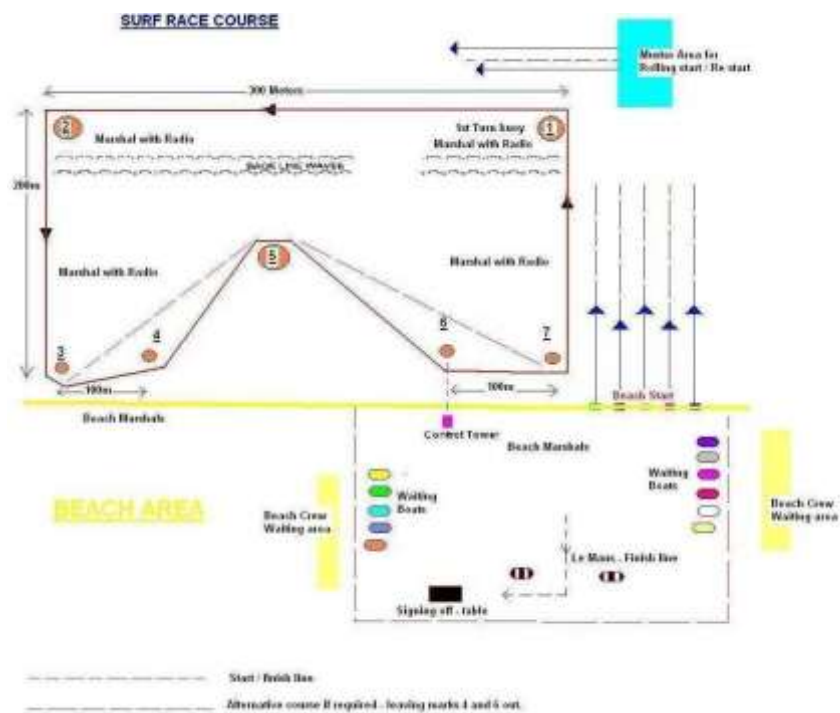 SURF RACE COURSE
Mentor Area for
Rolling start / Re start
300 Meters
2
1st Turn buoy
1
Marshal with Radio
Marshal with Radio
BACK LINE WAVES
200m
5
Marshal with Radio
Marshal with Radio
3
4
6
7
100m
100m
Beach Start
Beach Marshals
Control Tower
Beach Marshals
BEACH AREA
Beach Crew
Waiting area
Waiting
Boats
Waiting
Boats
Beach Crew
Waiting area
Le Mans - Finish line
Signing off - table
Start / finish line
Alternative course if required - leaving marks 4 and 6 out.